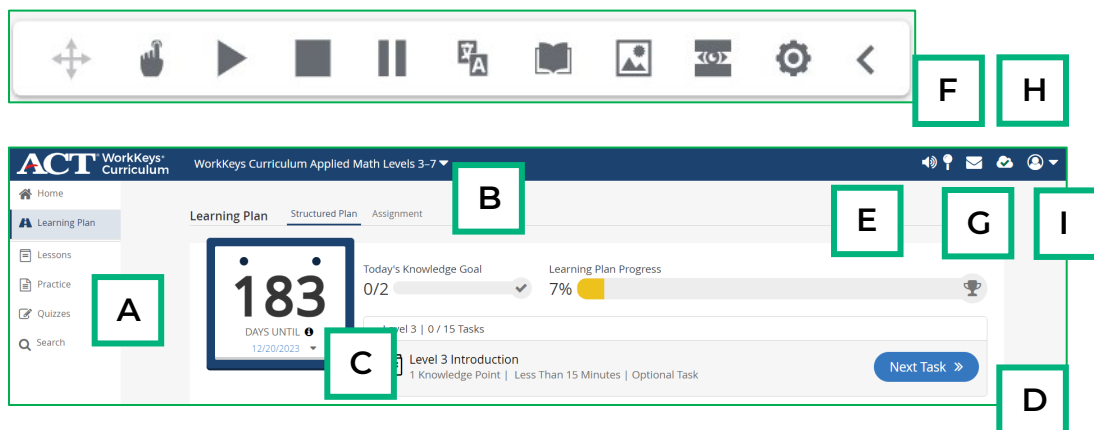 F
H
ACT WorkKeys® Curriculum
WorkKeys Curriculum Applied Math Levels 3–7
Home
Learning Plan
Lessons
Practice
Quizzes
Search
A
Learning Plan
Structured Plan
Assignment
B
E
G
I
183
DAYS UNTIL
12/20/2023
C
Today's Knowledge Goal
0/2
Learning Plan Progress
7%
Level 3 | 0 / 15 Tasks
Level 3 Introduction
1 Knowledge Point | Less Than 15 Minutes | Optional Task
Next Task »
D